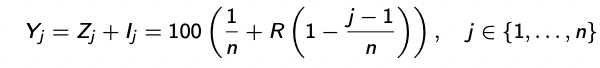 Y_j = Z_j + I_j = 100 ( 1/n + R ( 1 − (j − 1)/n ) ) ,   j ∈ {1, . . . , n}